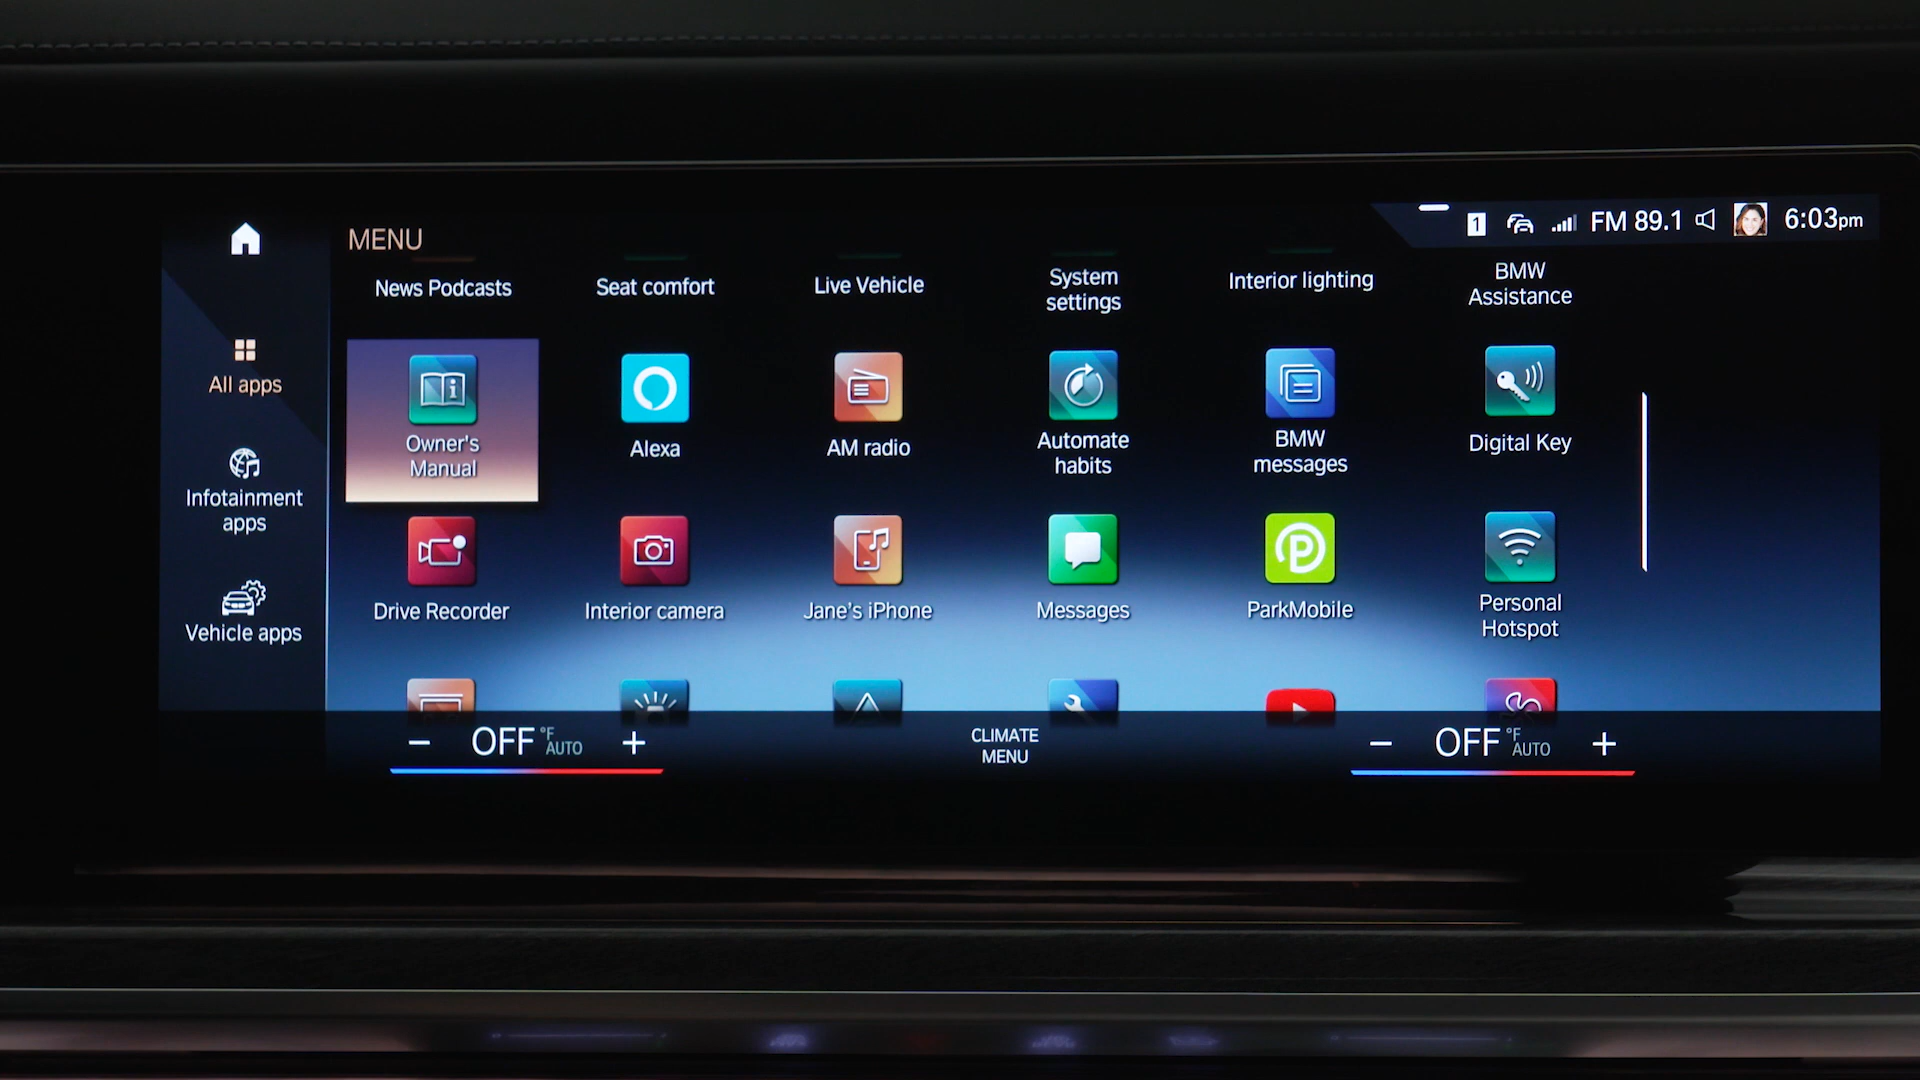 MENU
1 FM 89.1 6:03pm
News Podcasts
Seat comfort
Live Vehicle
System
settings
Interior lighting
BMW
Assistance
All apps
Infotainment
apps
Vehicle apps
Owner's
Manual
Alexa
AM radio
Automate
habits
BMW
messages
Digital Key
Drive Recorder
Interior camera
Jane's iPhone
Messages
ParkMobile
Personal
Hotspot
− OFF °F AUTO +
CLIMATE
MENU
− OFF °F AUTO +